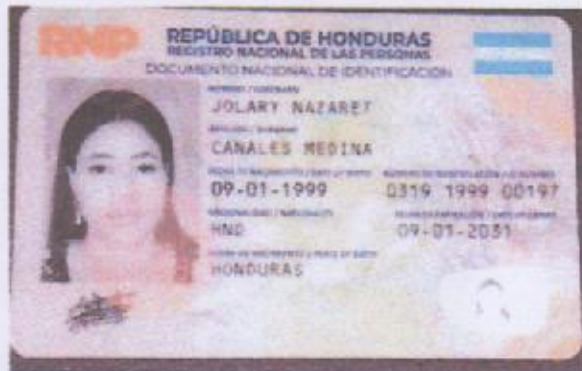 RNP
REPÚBLICA DE HONDURAS
REGISTRO NACIONAL DE LAS PERSONAS
DOCUMENTO NACIONAL DE IDENTIFICACIÓN
JOLARY NAZARET
CANALES MEDINA
09-01-1999 0319 1999 00197
HND 09-01-2031
HONDURAS